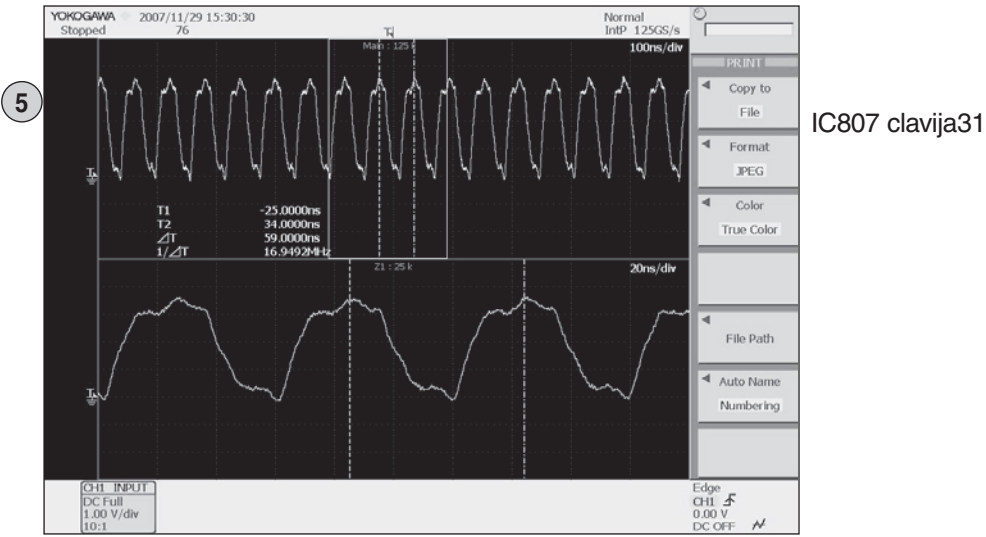 YOKOGAWA 2007/11/29 15:30:30
Stopped 76
Normal
IntP 125GS/s
Main : 125 k
100ns/div
5
T1 -25.0000ns
T2 34.0000ns
⊿T 59.0000ns
1/⊿T 16.9492MHz
Z1 : 25 k
20ns/div
PRINT
Copy to
File
Format
JPEG
Color
True Color
File Path
Auto Name
Numbering
IC807 clavija31
CH1 INPUT
DC Full
1.00 V/div
10:1
Edge
CH1
0.00 V
DC OFF